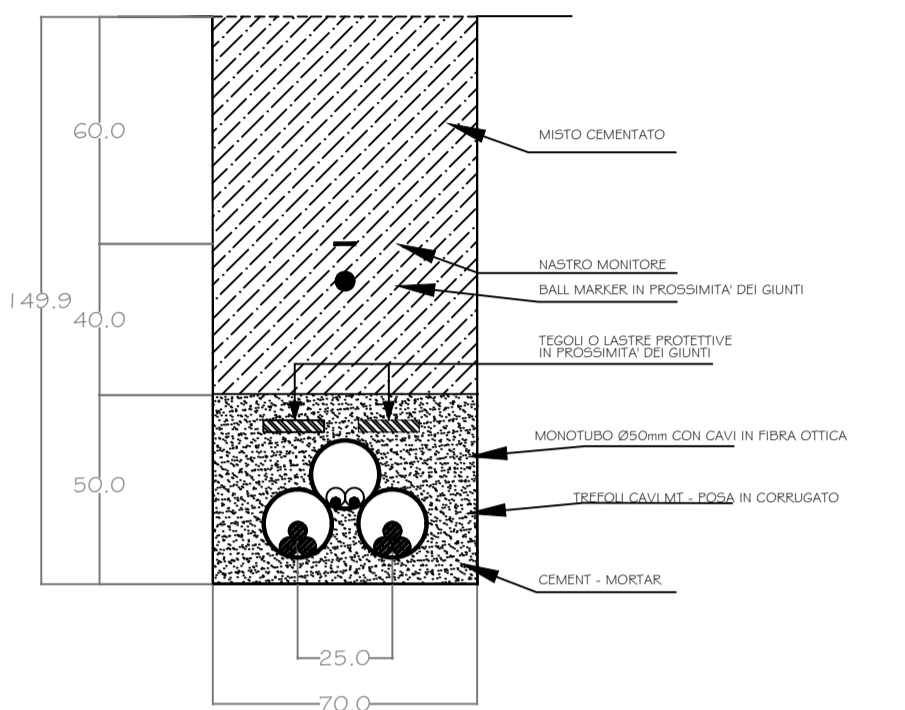 60.0
MISTO CEMENTATO
NASTRO MONITORE
BALL MARKER IN PROSSIMITA' DEI GIUNTI
149.9
40.0
TEGOLI O LASTRE PROTETTIVE
IN PROSSIMITA' DEI GIUNTI
MONOTUBO Ø50mm CON CAVI IN FIBRA OTTICA
50.0
TREFOLI CAVI MT - POSA IN CORRUGATO
CEMENT - MORTAR
25.0
70.0